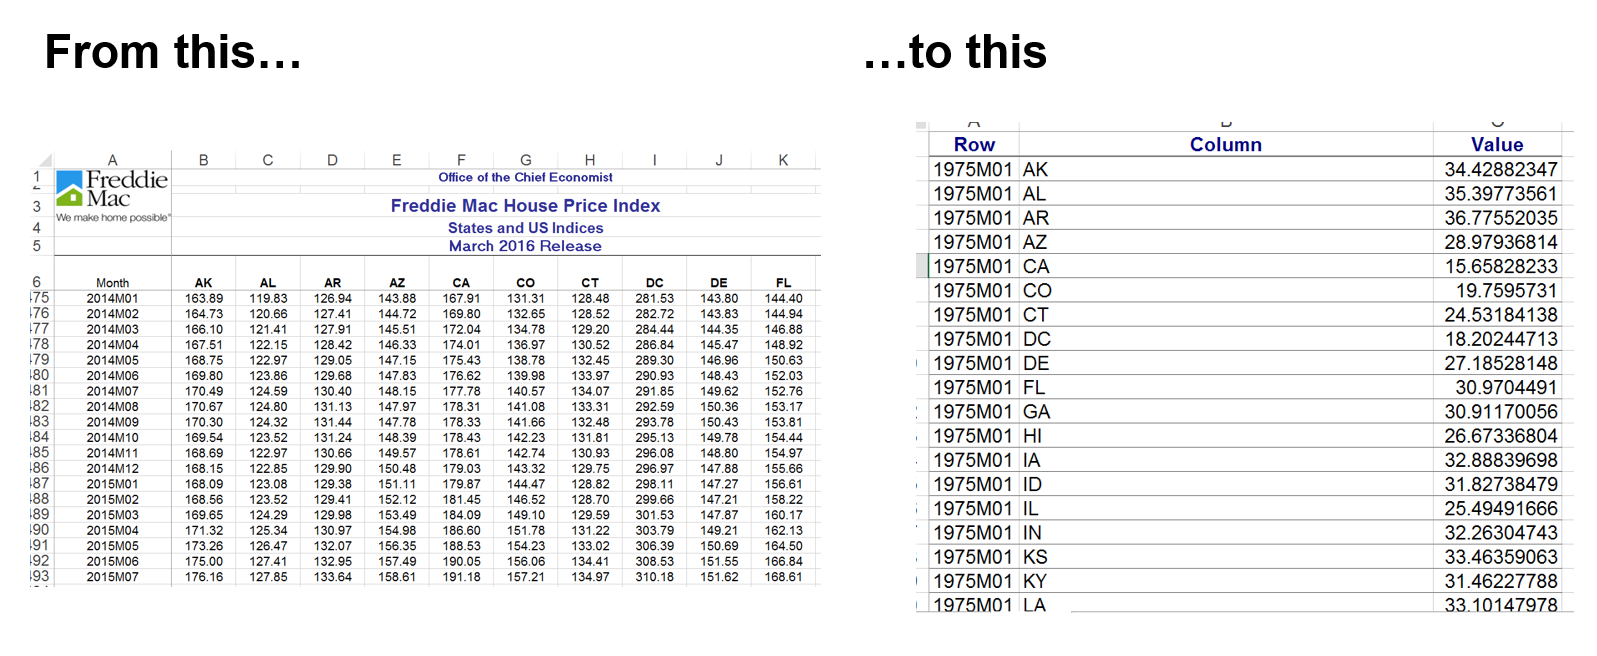 From this...
...to this
A B C D E F G H I J K
1 Freddie Mac Office of the Chief Economist
We make home possible®
3 Freddie Mac House Price Index
4 States and US Indices
5 March 2016 Release
6 Month AK AL AR AZ CA CO CT DC DE FL
475 2014M01 163.89 119.83 126.94 143.88 167.91 131.31 128.48 281.53 143.80 144.40
476 2014M02 164.73 120.66 127.41 144.72 169.80 132.65 128.52 282.72 143.83 144.94
477 2014M03 166.10 121.41 127.91 145.51 172.04 134.78 129.20 284.44 144.35 146.88
478 2014M04 167.51 122.15 128.42 146.33 174.01 136.97 130.52 286.84 145.47 148.92
479 2014M05 168.75 122.97 129.05 147.15 175.43 138.78 132.45 289.30 146.96 150.63
480 2014M06 169.80 123.86 129.68 147.83 176.62 139.98 133.97 290.93 148.43 152.03
481 2014M07 170.49 124.59 130.40 148.15 177.78 140.57 134.07 291.85 149.62 152.76
482 2014M08 170.67 124.80 131.13 147.97 178.31 141.08 133.31 292.59 150.36 153.17
483 2014M09 170.30 124.32 131.44 147.78 178.33 141.66 132.48 293.78 150.43 153.81
484 2014M10 169.54 123.52 131.24 148.39 178.43 142.23 131.81 295.13 149.78 154.44
485 2014M11 168.69 122.97 130.66 149.57 178.61 142.74 130.93 296.08 148.80 154.97
486 2014M12 168.15 122.85 129.90 150.48 179.03 143.32 129.75 296.97 147.88 155.66
487 2015M01 168.09 123.08 129.38 151.11 179.87 144.47 128.82 298.11 147.27 156.61
488 2015M02 168.56 123.52 129.41 152.12 181.45 146.52 128.70 299.66 147.21 158.22
489 2015M03 169.65 124.29 129.98 153.49 184.09 149.10 129.59 301.53 147.87 160.17
490 2015M04 171.32 125.34 130.97 154.98 186.60 151.78 131.22 303.79 149.21 162.13
491 2015M05 173.26 126.47 132.07 156.35 188.53 154.23 133.02 306.39 150.69 164.50
492 2015M06 175.00 127.41 132.95 157.49 190.05 156.06 134.41 308.53 151.55 166.84
493 2015M07 176.16 127.85 133.64 158.61 191.18 157.21 134.97 310.18 151.62 168.61
Row Column Value
1975M01 AK 34.42882347
1975M01 AL 35.39773561
1975M01 AR 36.77552035
1975M01 AZ 28.97936814
1975M01 CA 15.65828233
1975M01 CO 19.7595731
1975M01 CT 24.53184138
1975M01 DC 18.20244713
1975M01 DE 27.18528148
1975M01 FL 30.9704491
1975M01 GA 30.91170056
1975M01 HI 26.67336804
1975M01 IA 32.88839698
1975M01 ID 31.82738479
1975M01 IL 25.49491666
1975M01 IN 32.26304743
1975M01 KS 33.46359063
1975M01 KY 31.46227788
1975M01 LA 33.10147978